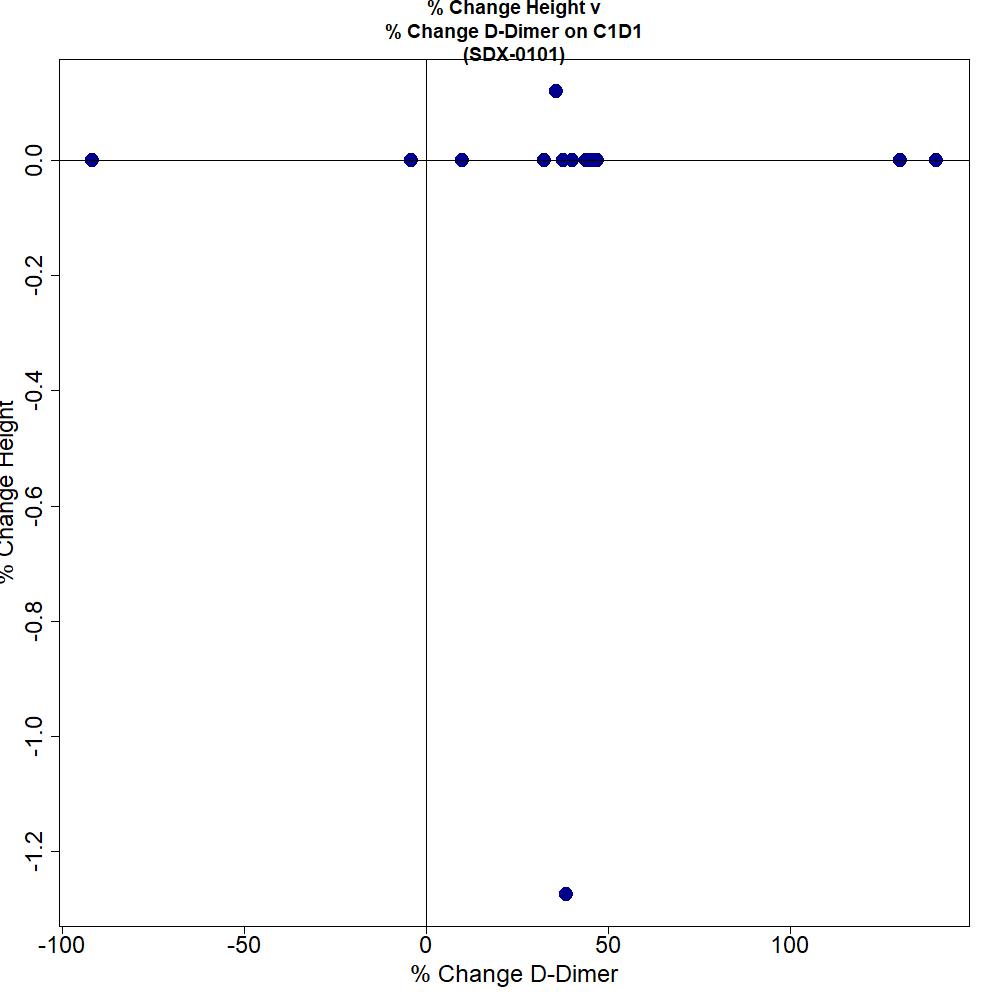 % Change Height v
% Change D-Dimer on C1D1
(SDX-0101)
% Change Height
0.0
-0.2
-0.4
-0.6
-0.8
-1.0
-1.2
-100
-50
0
50
100
% Change D-Dimer